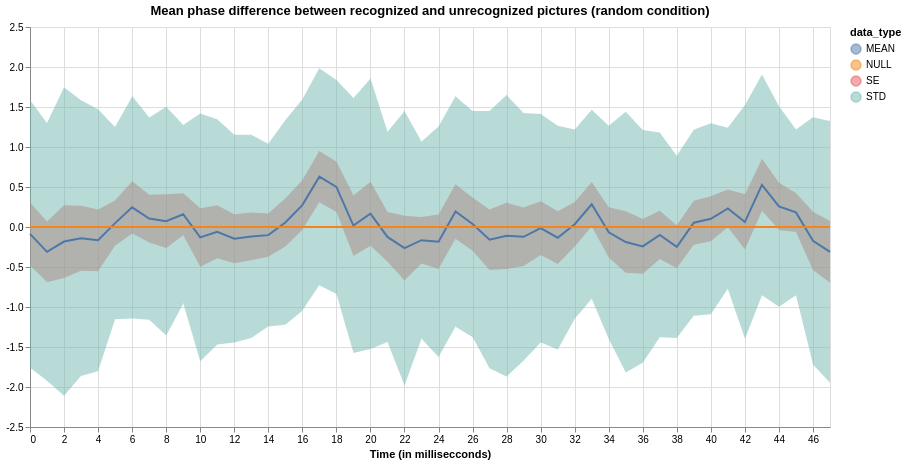 Mean phase difference between recognized and unrecognized pictures (random condition)
2.5
2.0
1.5
1.0
0.5
0.0
-0.5
-1.0
-1.5
-2.0
-2.5
0 2 4 6 8 10 12 14 16 18 20 22 24 26 28 30 32 34 36 38 40 42 44 46
Time (in milliseconds)
data_type
MEAN
NULL
SE
STD